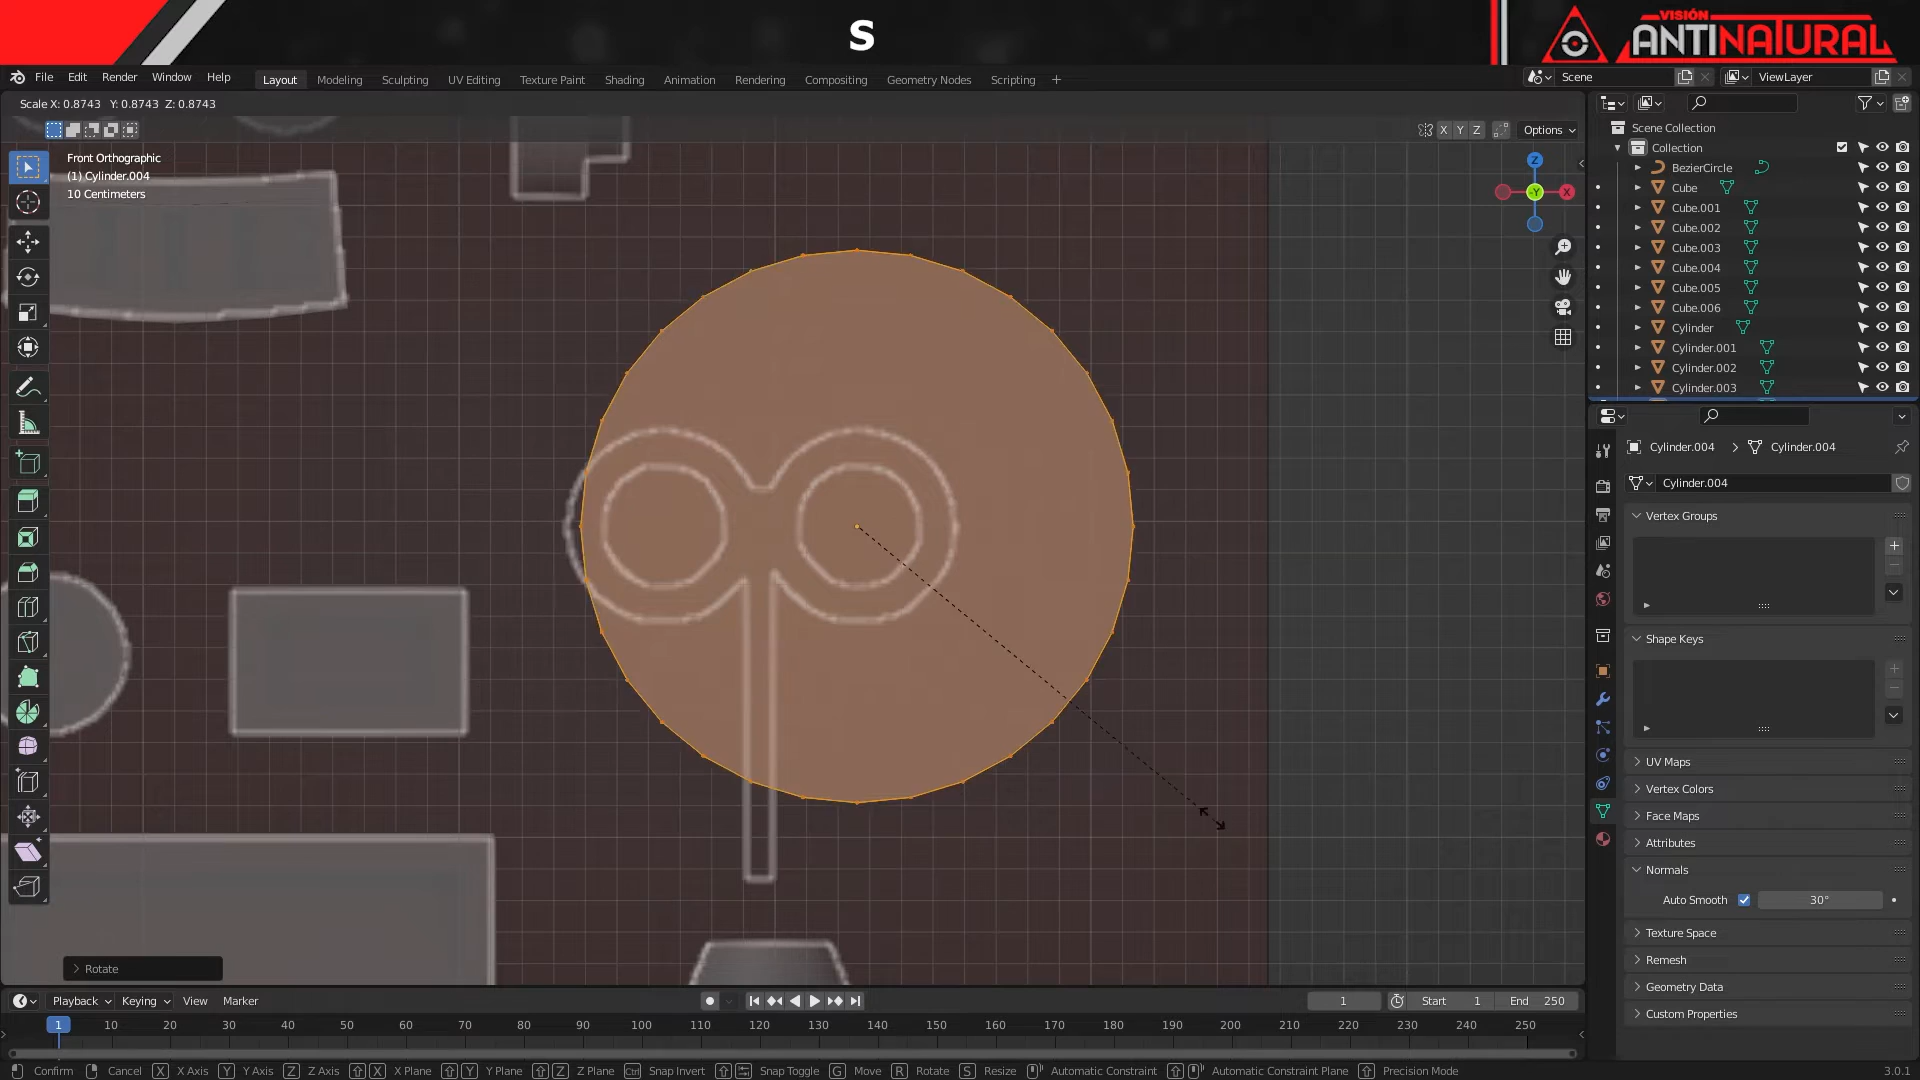 S
VISIÓN
ANTINATURAL
File Edit Render Window Help
Layout Modeling Sculpting UV Editing Texture Paint Shading Animation Rendering Compositing Geometry Nodes Scripting +
Scene
ViewLayer
Scale X: 0.8743 Y: 0.8743 Z: 0.8743
X Y Z
Options
Front Orthographic
(1) Cylinder.004
10 Centimeters
Z
-Y
X
Scene Collection
Collection
BezierCircle
Cube
Cube.001
Cube.002
Cube.003
Cube.004
Cube.005
Cube.006
Cylinder
Cylinder.001
Cylinder.002
Cylinder.003
Cylinder.004 > Cylinder.004
Cylinder.004
Vertex Groups
Shape Keys
UV Maps
Vertex Colors
Face Maps
Attributes
Normals
Auto Smooth 30°
Texture Space
Remesh
Geometry Data
Custom Properties
Rotate
Playback Keying View Marker
1 Start 1 End 250
1 10 20 30 40 50 60 70 80 90 100 110 120 130 140 150 160 170 180 190 200 210 220 230 240 250
Confirm Cancel X X Axis Y Y Axis Z Z Axis X X Plane Y Y Plane Z Z Plane Ctrl Snap Invert Snap Toggle G Move R Rotate S Resize Automatic Constraint Automatic Constraint Plane Precision Mode 3.0.1